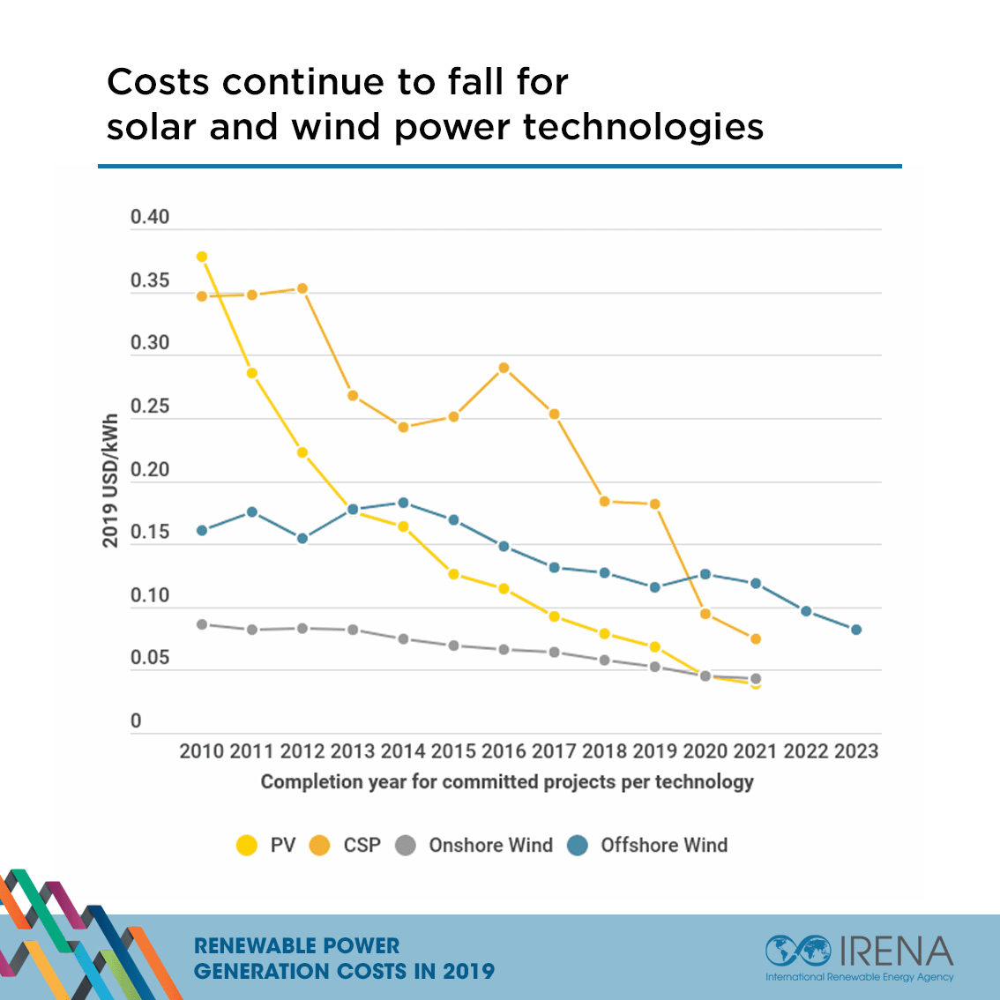 Costs continue to fall for
solar and wind power technologies
0.40
0.35
0.30
0.25
0.20
0.15
0.10
0.05
0
2019 USD/kWh
2010 2011 2012 2013 2014 2015 2016 2017 2018 2019 2020 2021 2022 2023
Completion year for committed projects per technology
PV CSP Onshore Wind Offshore Wind
RENEWABLE POWER
GENERATION COSTS IN 2019
IRENA
International Renewable Energy Agency